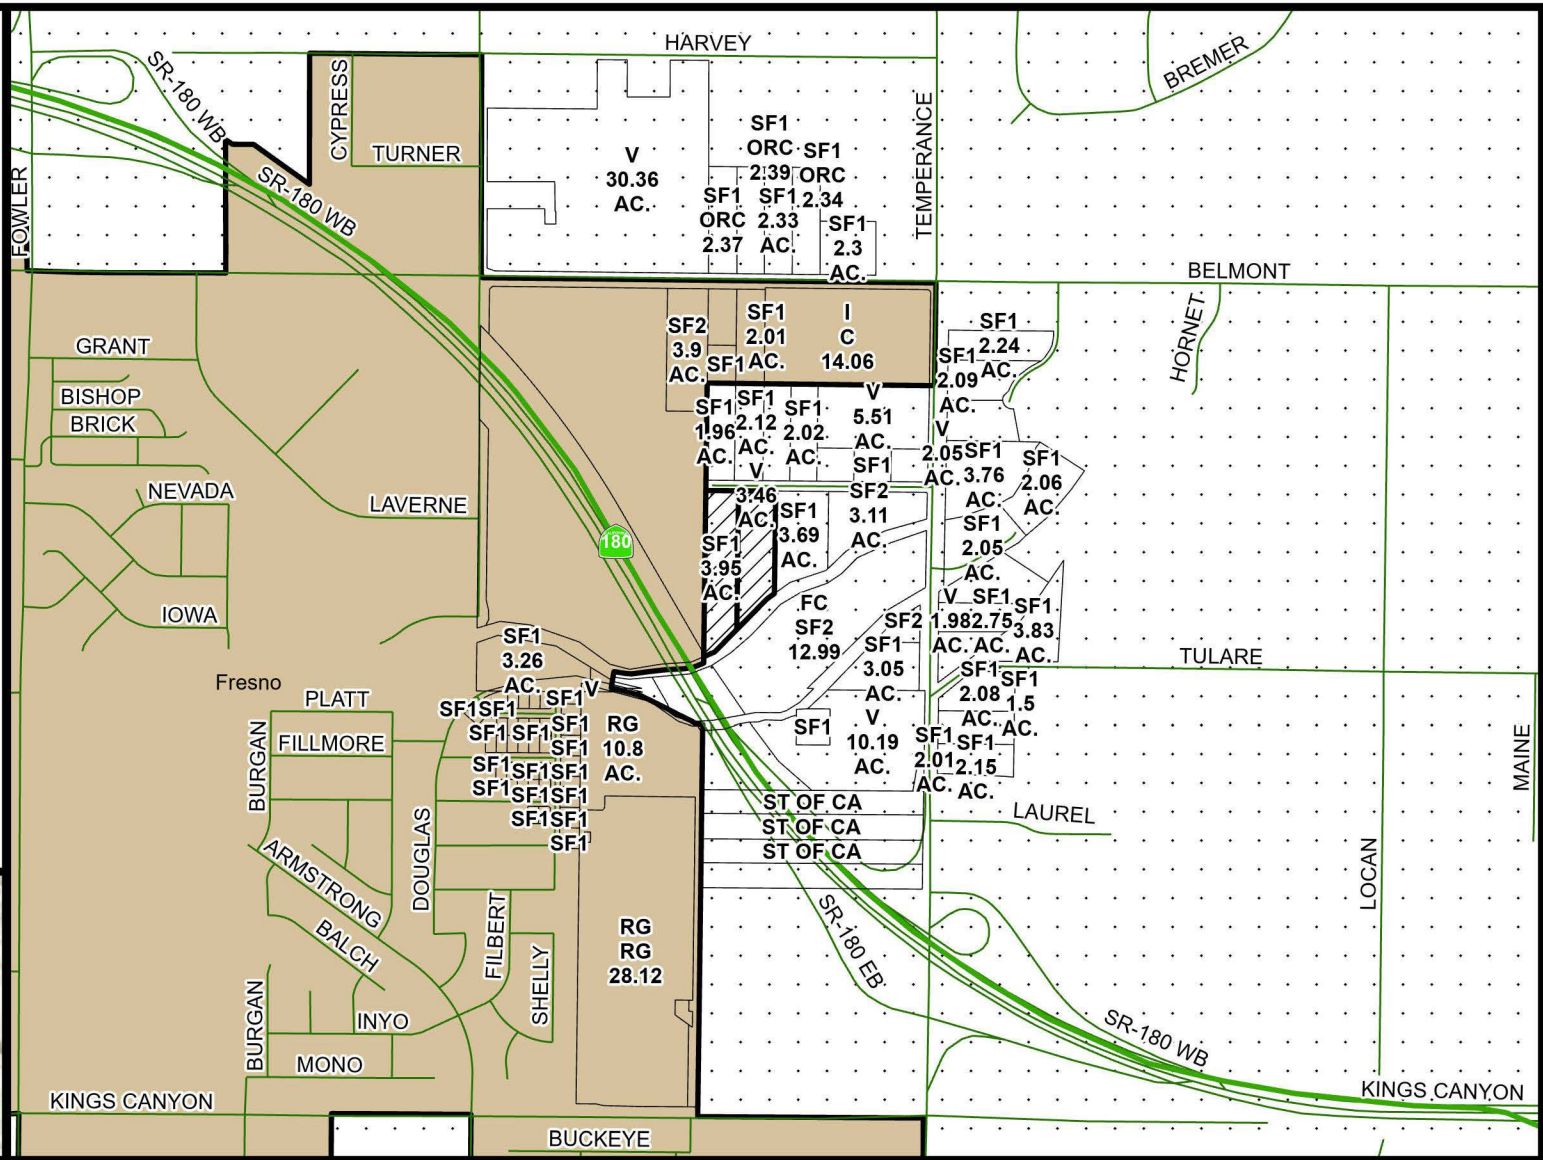 HARVEY
BREMER
SR-180 WB
CYPRESS
TURNER
FOWLER
SR-180 WB
TEMPERANCE
V
30.36
AC.
SF1
ORC
2.39
SF1
ORC
2.34
SF1
ORC
2.37
SF1
2.33
AC.
SF1
2.3
AC.
BELMONT
HORNET
SF2
3.9
AC.
SF1
SF1
2.01
AC.
I
C
14.06
SF1
2.24
AC.
SF1
2.09
AC.
GRANT
BISHOP
BRICK
NEVADA
LAVERNE
IOWA
180
SF1
1.96
AC.
SF1
2.12
AC.
SF1
2.02
AC.
V
5.51
AC.
SF1
V
2.05
AC.
SF1
3.76
AC.
SF1
2.06
AC.
V
3.46
AC.
SF1
3.95
AC.
SF1
3.69
AC.
SF2
3.11
AC.
SF1
2.05
AC.
FC
SF2
12.99
SF2
V
1.98
AC.
SF1
2.75
AC.
SF1
3.83
AC.
SF1
3.05
AC.
TULARE
SF1
3.26
AC.
SF1
V
SF1
2.08
AC.
SF1
1.5
AC.
Fresno
PLATT
BURGAN
FILLMORE
SF1SF1
SF1
SF1
SF1
SF1
SF1
SF1
SF1
SF1
SF1
SF1
SF1
SF1
SF1
RG
10.8
AC.
SF1
V
10.19
AC.
SF1
2.01
AC.
SF1
2.15
AC.
MAINE
ST OF CA
ST OF CA
ST OF CA
LAUREL
LOCAN
DOUGLAS
ARMSTRONG
BALCH
FILBERT
SHELLY
RG
RG
28.12
SR-180 EB
BURGAN
INYO
MONO
SR-180 WB
KINGS CANYON
KINGS CANYON
BUCKEYE